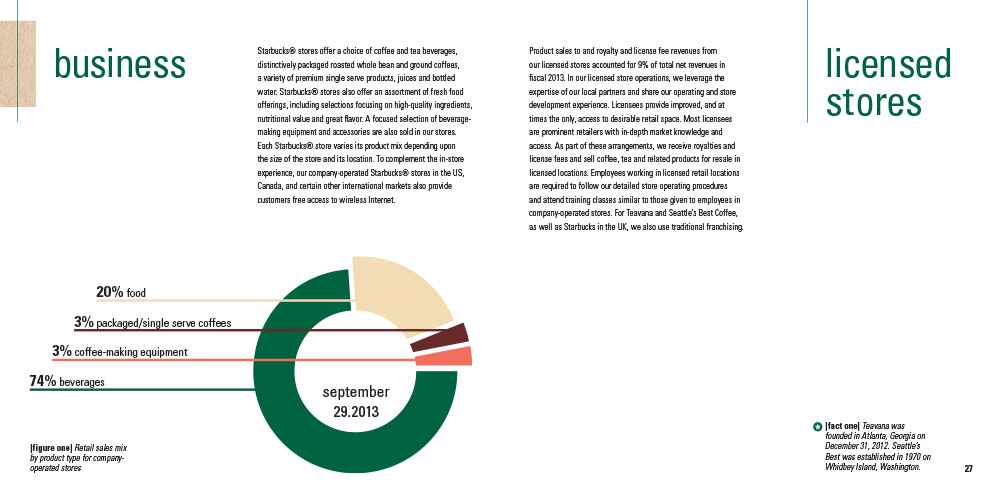 business
Starbucks® stores offer a choice of coffee and tea beverages,
distinctively packaged roasted whole bean and ground coffees,
a variety of premium single serve products, juices and bottled
water. Starbucks® stores also offer an assortment of fresh food
offerings, including selections focusing on high-quality ingredients,
nutritional value and great flavor. A focused selection of beverage-
making equipment and accessories are also sold in our stores.
Each Starbucks® store varies its product mix depending upon
the size of the store and its location. To complement the in-store
experience, our company-operated Starbucks® stores in the US,
Canada, and certain other international markets also provide
customers free access to wireless Internet.
20% food
3% packaged/single serve coffees
3% coffee-making equipment
74% beverages
september
29.2013
|figure one| Retail sales mix
by product type for company-
operated stores
licensed
stores
Product sales to and royalty and license fee revenues from
our licensed stores accounted for 9% of total net revenues in
fiscal 2013. In our licensed store operations, we leverage the
expertise of our local partners and share our operating and store
development experience. Licensees provide improved, and at
times the only, access to desirable retail space. Most licensees
are prominent retailers with in-depth market knowledge and
access. As part of these arrangements, we receive royalties and
license fees and sell coffee, tea and related products for resale in
licensed locations. Employees working in licensed retail locations
are required to follow our detailed store operating procedures
and attend training classes similar to those given to employees in
company-operated stores. For Teavana and Seattle's Best Coffee,
as well as Starbucks in the UK, we also use traditional franchising.
|fact one| Teavana was
founded in Atlanta, Georgia on
December 31, 2012. Seattle's
Best was established in 1970 on
Whidbey Island, Washington.
27